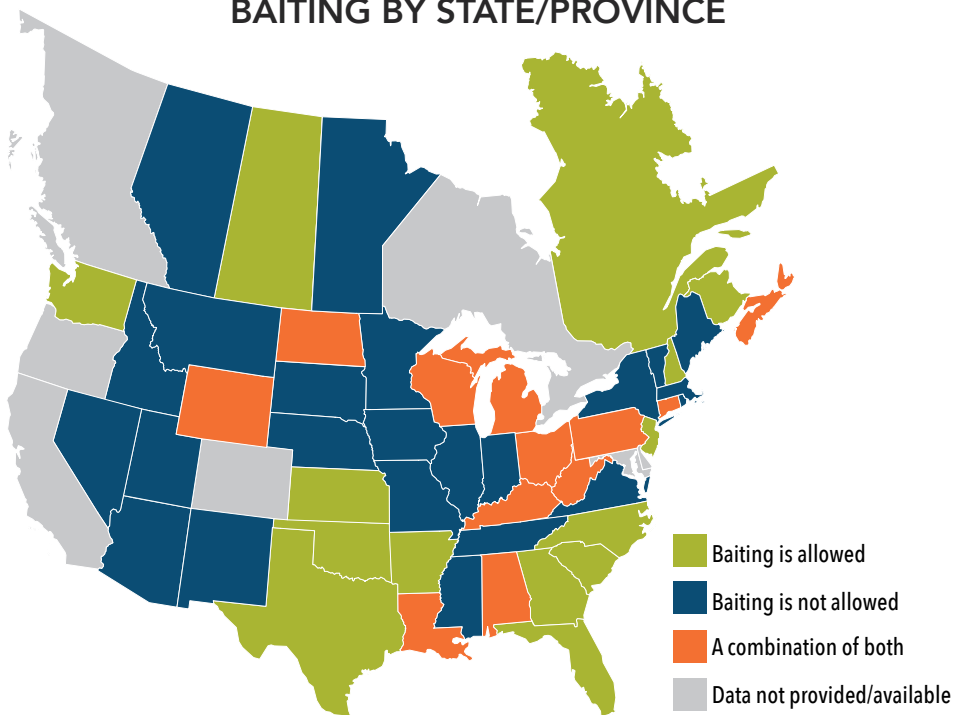 BAITING BY STATE/PROVINCE
Baiting is allowed
Baiting is not allowed
A combination of both
Data not provided/available